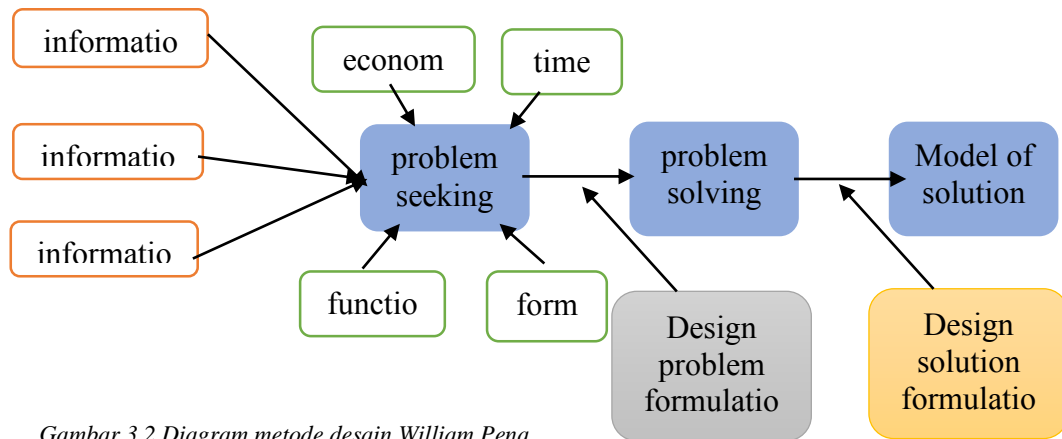 informatio
informatio
informatio
econom
time
problem
seeking
functio
form
problem
solving
Model of
solution
Design
problem
formulatio
Design
solution
formulatio
Gambar 3.2 Diagram metode desain William Pena